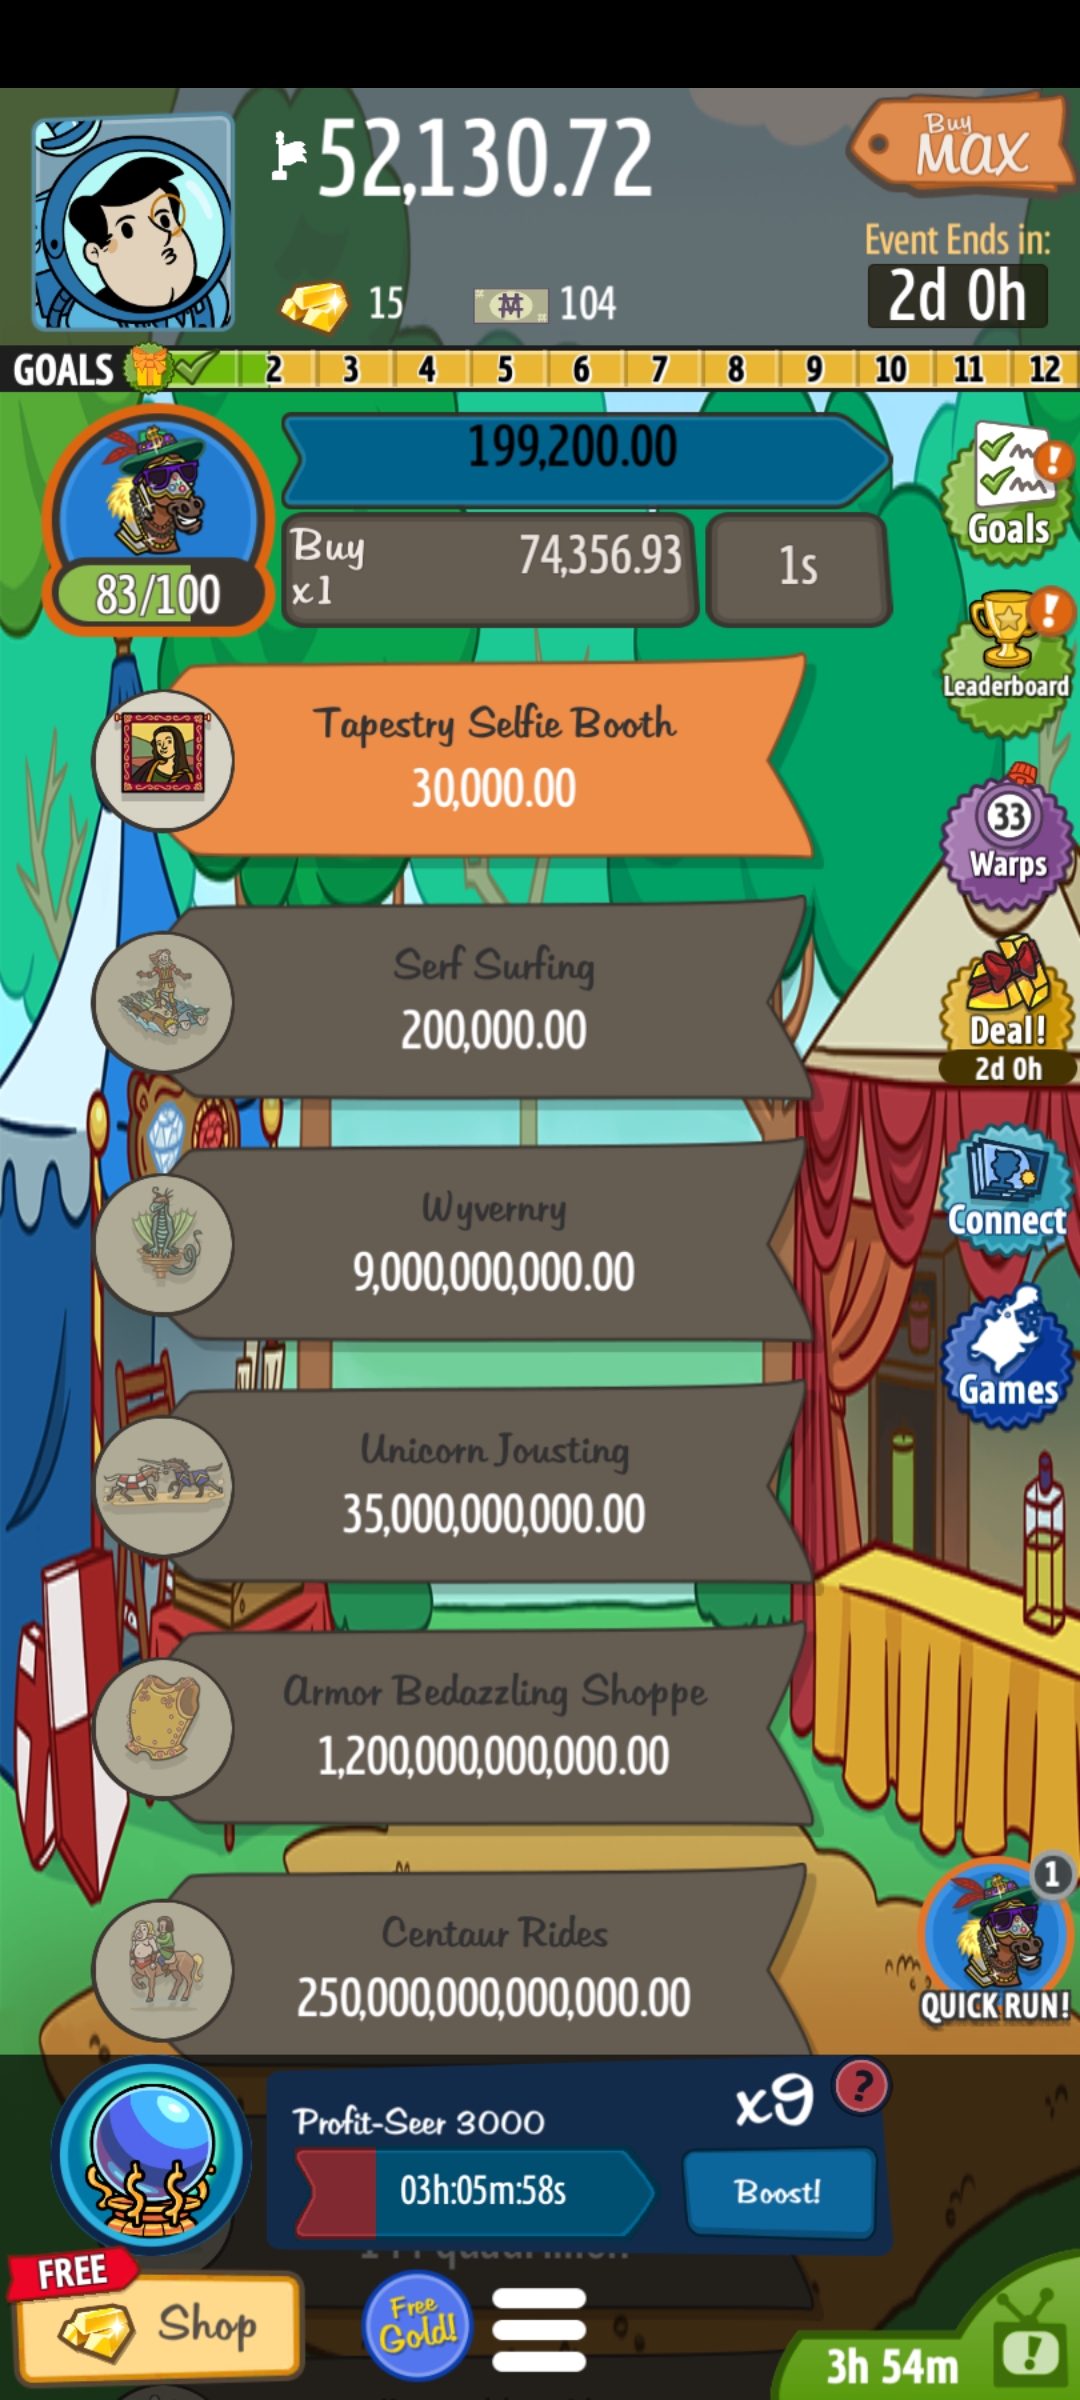 52,130.72
Buy
MAX
Event Ends in:
15
104
2d 0h
GOALS 2 3 4 5 6 7 8 9 10 11 12
199,200.00
Buy
x1
74,356.93
1s
83/100
Goals
Leaderboard
Tapestry Selfie Booth
30,000.00
33
Warps
Serf Surfing
200,000.00
Deal!
2d 0h
Wyvernry
9,000,000,000.00
Connect
Games
Unicorn Jousting
35,000,000,000.00
Armor Bedazzling Shoppe
1,200,000,000,000.00
1
Centaur Rides
250,000,000,000,000.00
QUICK RUN!
Profit-Seer 3000
x9
?
03h:05m:58s
Boost!
FREE
Shop
Free
Gold!
3h 54m